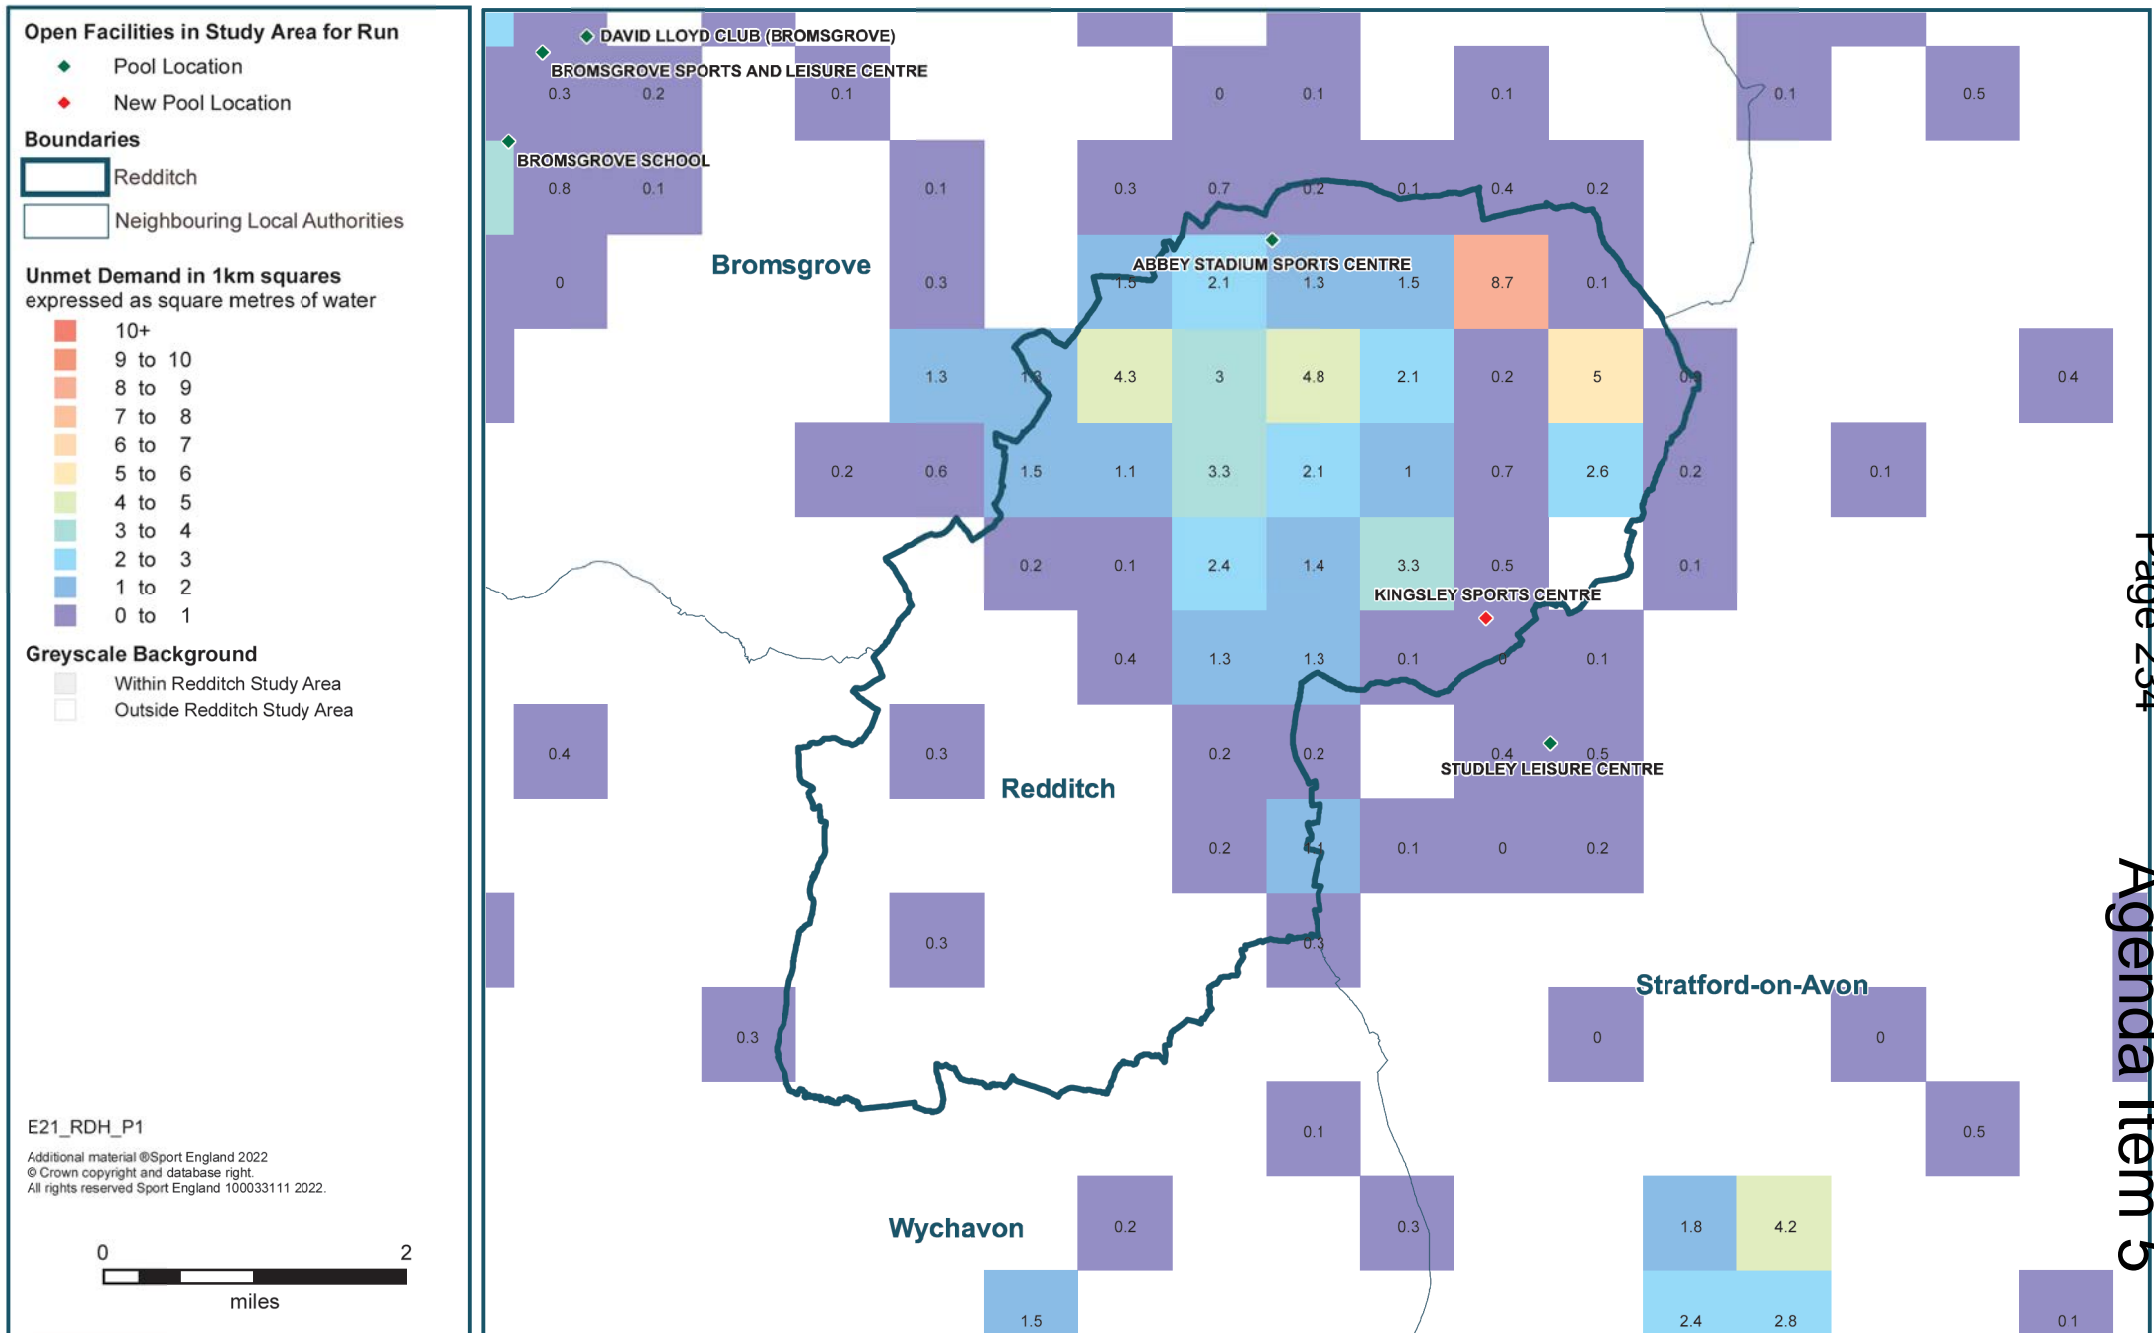 Open Facilities in Study Area for Run
Pool Location
New Pool Location
Boundaries
Redditch
Neighbouring Local Authorities
Unmet Demand in 1km squares
expressed as square metres of water
10+
9 to 10
8 to 9
7 to 8
6 to 7
5 to 6
4 to 5
3 to 4
2 to 3
1 to 2
0 to 1
Greyscale Background
Within Redditch Study Area
Outside Redditch Study Area
E21_RDH_P1
Additional material ®Sport England 2022
© Crown copyright and database right.
All rights reserved Sport England 100033111 2022.
0 2
miles
DAVID LLOYD CLUB (BROMSGROVE)
BROMSGROVE SPORTS AND LEISURE CENTRE
0.3 0.2 0.1 0 0.1 0.1 0.1 0.5
BROMSGROVE SCHOOL
0.8 0.1 0.1 0.3 0.7 0.2 0.1 0.4 0.2
Bromsgrove
ABBEY STADIUM SPORTS CENTRE
0 0.3 1.5 2.1 1.3 1.5 8.7 0.1
1.3 4.3 3 4.8 2.1 0.2 5 0 4
0.2 0.6 1.5 1.1 3.3 2.1 1 0.7 2.6 0.2 0.1
0.2 0.1 2.4 1.4 3.3 0.5 0.1
KINGSLEY SPORTS CENTRE
0.4 1.3 1.3 0.1 0 0.1
0.4 0.3 0.2 0.2 0.4 0.5
STUDLEY LEISURE CENTRE
Redditch
0.2 0.1 0 0.2
0.3 0.3
Stratford-on-Avon
0.3 0 0
0.1 0.5
Wychavon
0.2 0.3 1.8 4.2
1.5 2.4 2.8 0 1
Page 234
Agenda Item 5